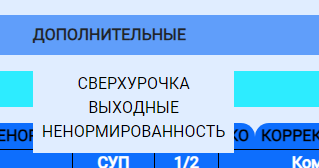 ДОПОЛНИТЕЛЬНЫЕ
СВЕРХУРОЧКА
ВЫХОДНЫЕ
НЕНОРМИРОВАННОСТЬ
СУП 1/2